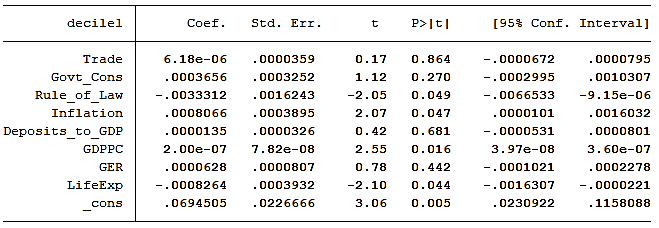 decilel Coef. Std. Err. t P>|t| [95% Conf. Interval]
Trade 6.18e-06 .0000359 0.17 0.864 -.0000672 .0000795
Govt_Cons .0003656 .0003252 1.12 0.270 -.0002995 .0010307
Rule_of_Law -.0033312 .0016243 -2.05 0.049 -.0066533 -9.15e-06
Inflation .0008066 .0003895 2.07 0.047 .0000101 .0016032
Deposits_to_GDP .0000135 .0000326 0.42 0.681 -.0000531 .0000801
GDPPC 2.00e-07 7.82e-08 2.55 0.016 3.97e-08 3.60e-07
GER .0000628 .0000807 0.78 0.442 -.0001021 .0002278
LifeExp -.0008264 .0003932 -2.10 0.044 -.0016307 -.0000221
_cons .0694505 .0226666 3.06 0.005 .0230922 .1158088